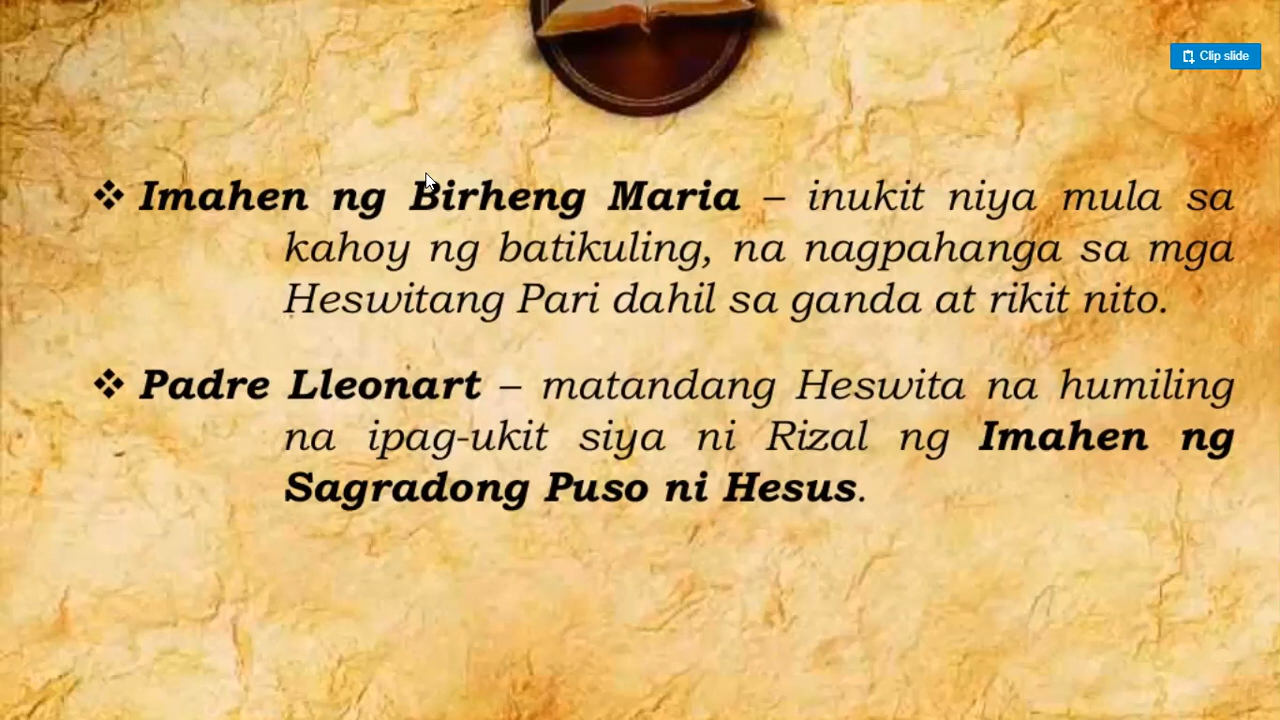 Clip slide
❖ Imahen ng Birheng Maria – inukit niya mula sa
kahoy ng batikuling, na nagpahanga sa mga
Heswitang Pari dahil sa ganda at rikit nito.
❖ Padre Lleonart – matandang Heswita na humiling
na ipag-ukit siya ni Rizal ng Imahen ng
Sagradong Puso ni Hesus.